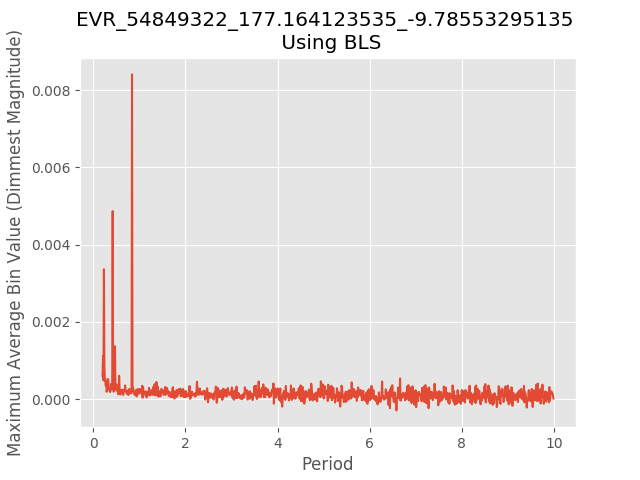 EVR_54849322_177.164123535_-9.78553295135
Using BLS
Maximum Average Bin Value (Dimmest Magnitude)
0.008
0.006
0.004
0.002
0.000
0
2
4
6
8
10
Period